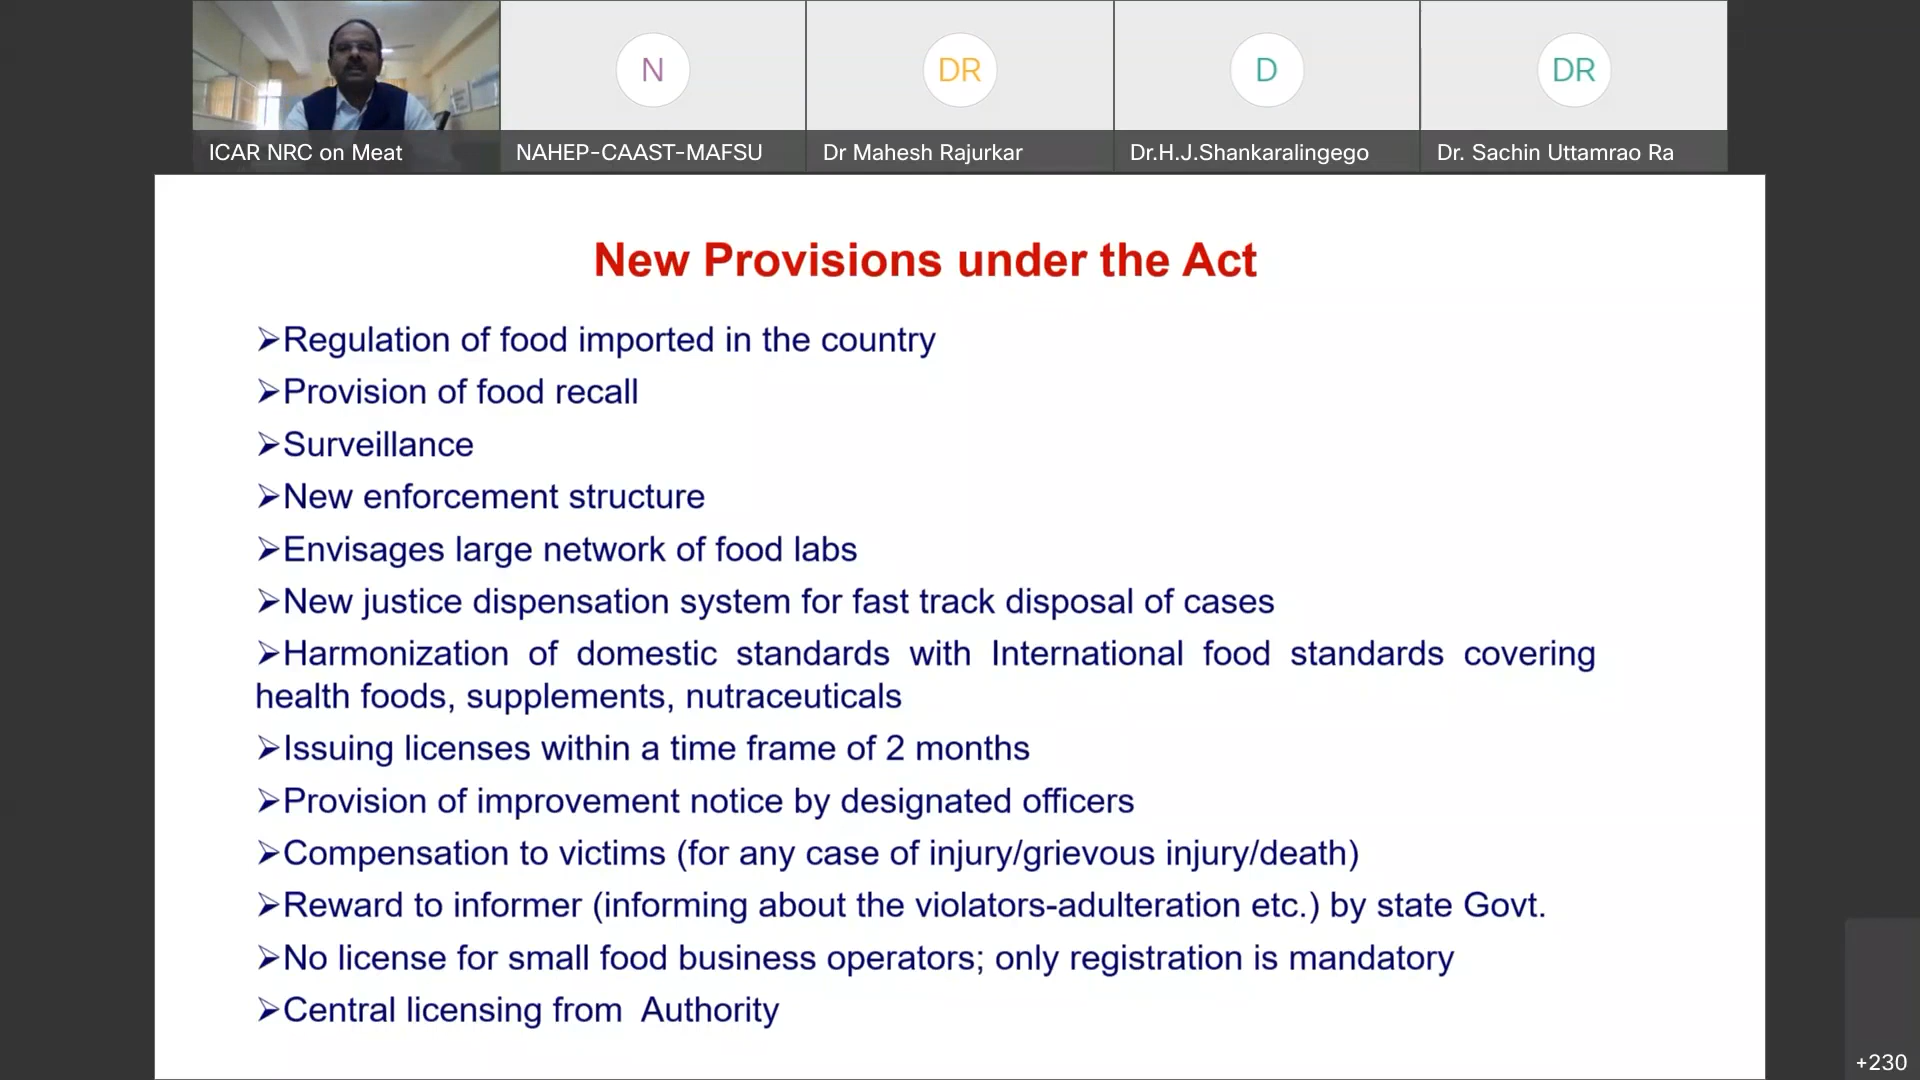 N
DR
D
DR
ICAR NRC on Meat
NAHEP-CAAST-MAFSU
Dr Mahesh Rajurkar
Dr.H.J.Shankaralingego
Dr. Sachin Uttamrao Ra
New Provisions under the Act
➢Regulation of food imported in the country
➢Provision of food recall
➢Surveillance
➢New enforcement structure
➢Envisages large network of food labs
➢New justice dispensation system for fast track disposal of cases
➢Harmonization of domestic standards with International food standards covering
health foods, supplements, nutraceuticals
➢Issuing licenses within a time frame of 2 months
➢Provision of improvement notice by designated officers
➢Compensation to victims (for any case of injury/grievous injury/death)
➢Reward to informer (informing about the violators-adulteration etc.) by state Govt.
➢No license for small food business operators; only registration is mandatory
➢Central licensing from  Authority
+230